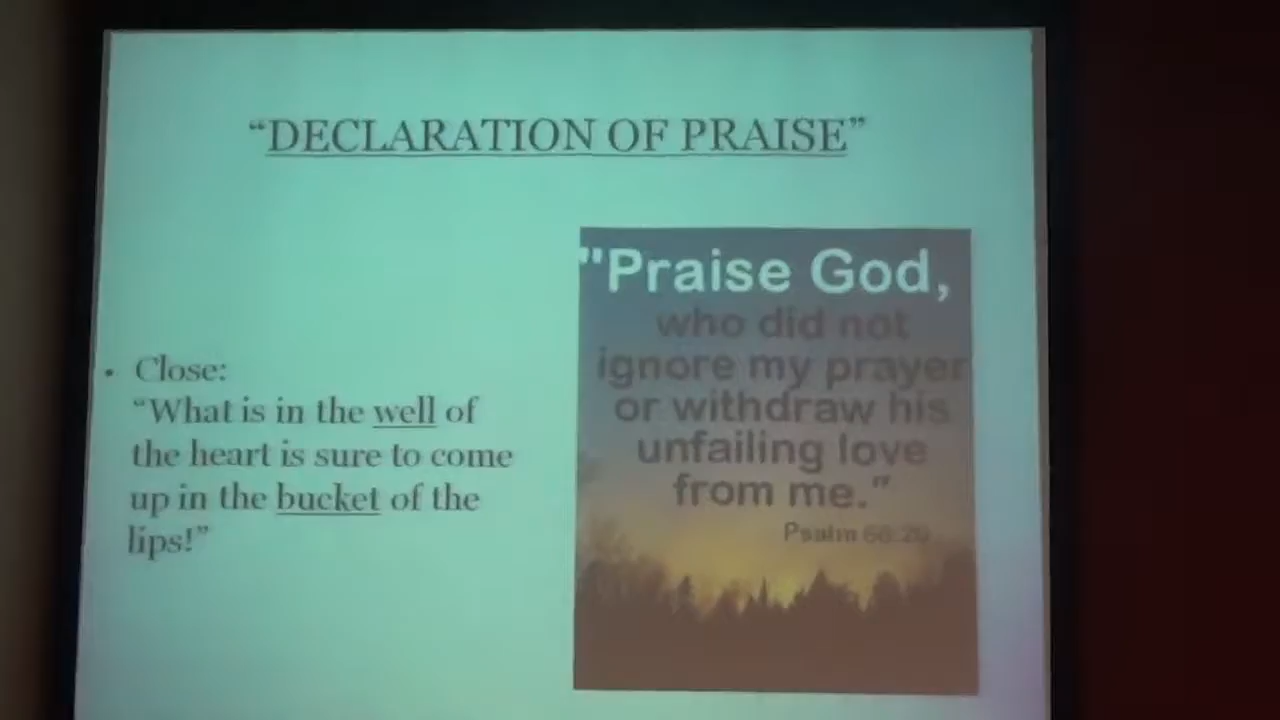 “DECLARATION OF PRAISE”
• Close:
“What is in the well of
the heart is sure to come
up in the bucket of the
lips!”
"Praise God,
who did not
ignore my prayer
or withdraw his
unfailing love
from me."
Psalm 66:20